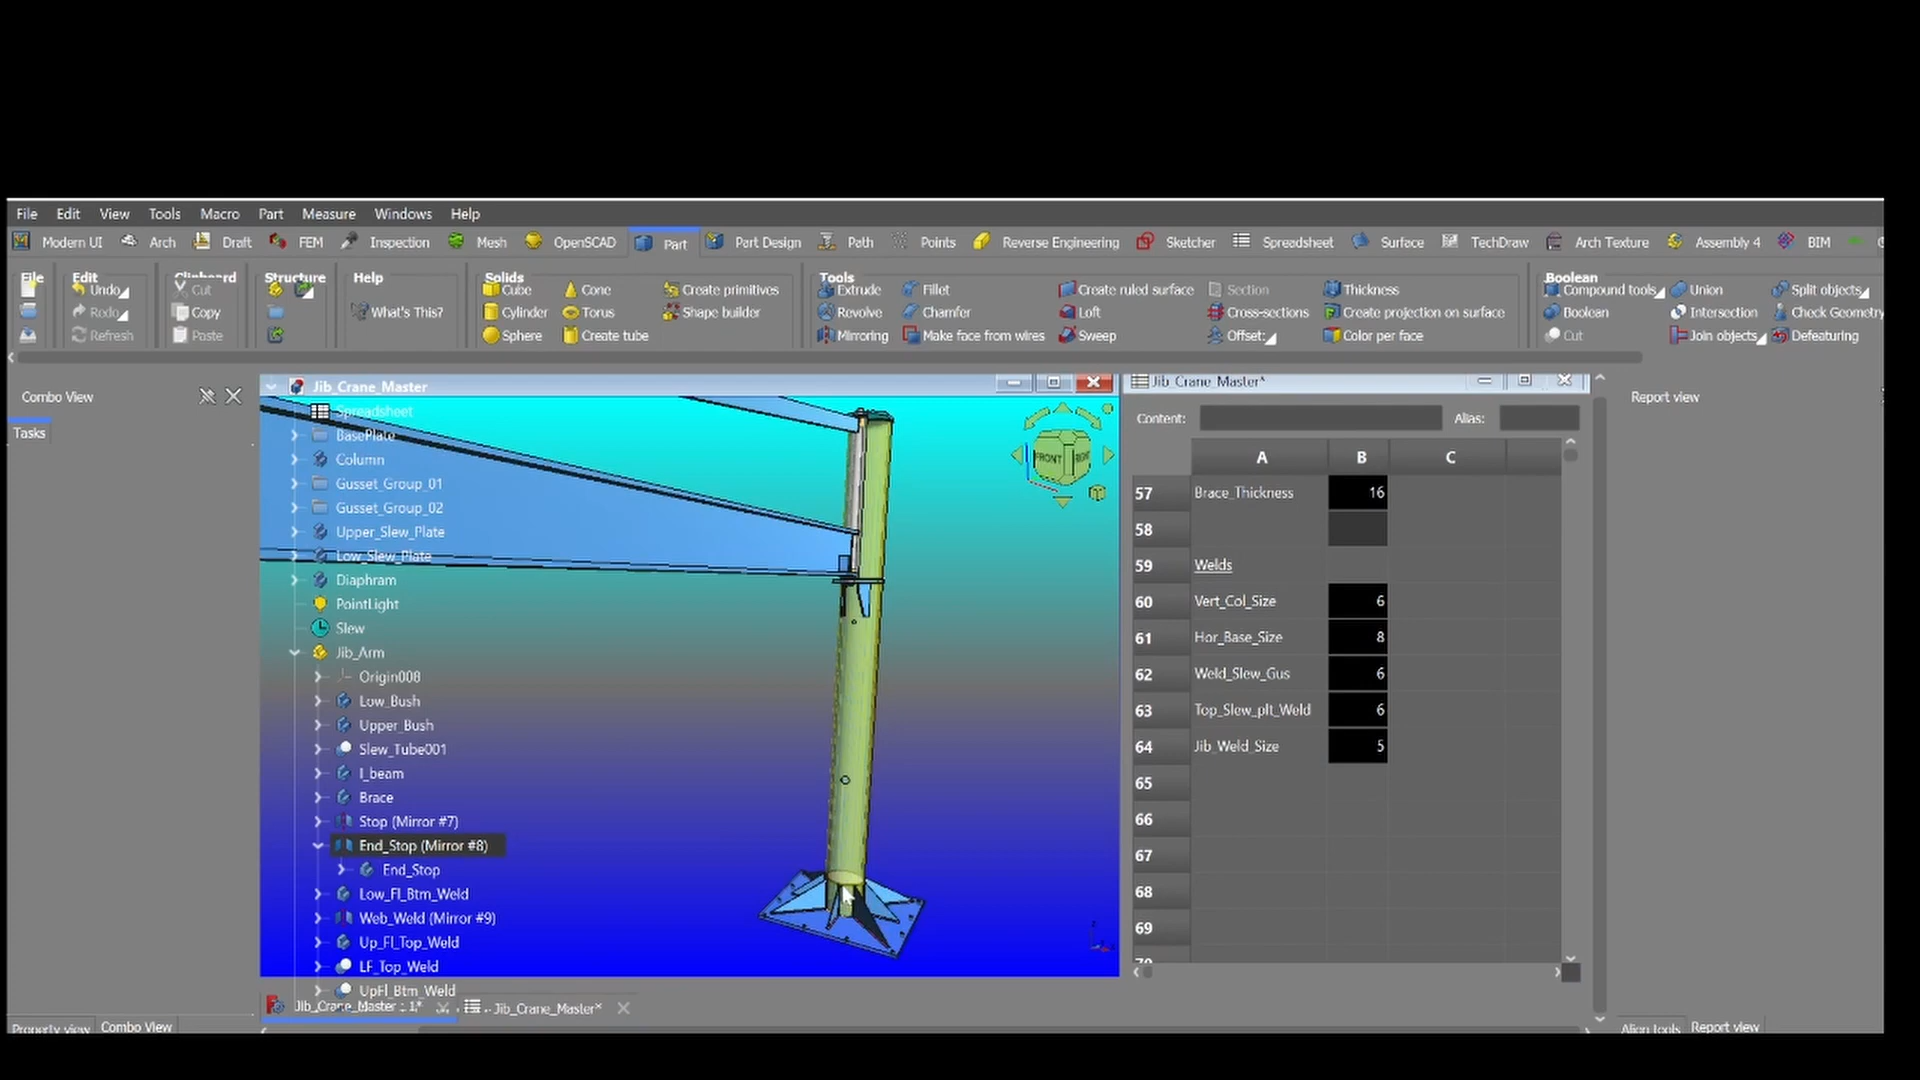 File Edit View Tools Macro Part Measure Windows Help
Modern UI Arch Draft FEM Inspection Mesh OpenSCAD Part Part Design Path Points Reverse Engineering Sketcher Spreadsheet Surface TechDraw Arch Texture Assembly 4 BIM
File Edit Clipboard Structure Help Solids Tools Boolean
Undo Cut Cube Cone Create primitives Extrude Fillet Create ruled surface Section Thickness Compound tools Union Split objects
Redo Copy What's This? Cylinder Torus Shape builder Revolve Chamfer Loft Cross-sections Create projection on surface Boolean Intersection Check Geometry
Refresh Paste Sphere Create tube Mirroring Make face from wires Sweep Offset: Color per face Cut Join objects Defeaturing
Combo View
Tasks
Jib_Crane_Master
Spreadsheet
BasePlate
Column
Gusset_Group_01
Gusset_Group_02
Upper_Slew_Plate
Low_Slew_Plate
Diaphram
PointLight
Slew
Jib_Arm
Origin008
Low_Bush
Upper_Bush
Slew_Tube001
I_beam
Brace
Stop (Mirror #7)
End_Stop (Mirror #8)
End_Stop
Low_Fl_Btm_Weld
Web_Weld (Mirror #9)
Up_Fl_Top_Weld
LF_Top_Weld
UpFl_Btm_Weld
FRONT RIGHT
Jib_Crane_Master*
Content: Alias:
A B C
57 Brace_Thickness 16
58
59 Welds
60 Vert_Col_Size 6
61 Hor_Base_Size 8
62 Weld_Slew_Gus 6
63 Top_Slew_plt_Weld 6
64 Jib_Weld_Size 5
65
66
67
68
69
70
Report view
Jib_Crane_Master : 1* Jib_Crane_Master*
Property view Combo View
Align tools Report view